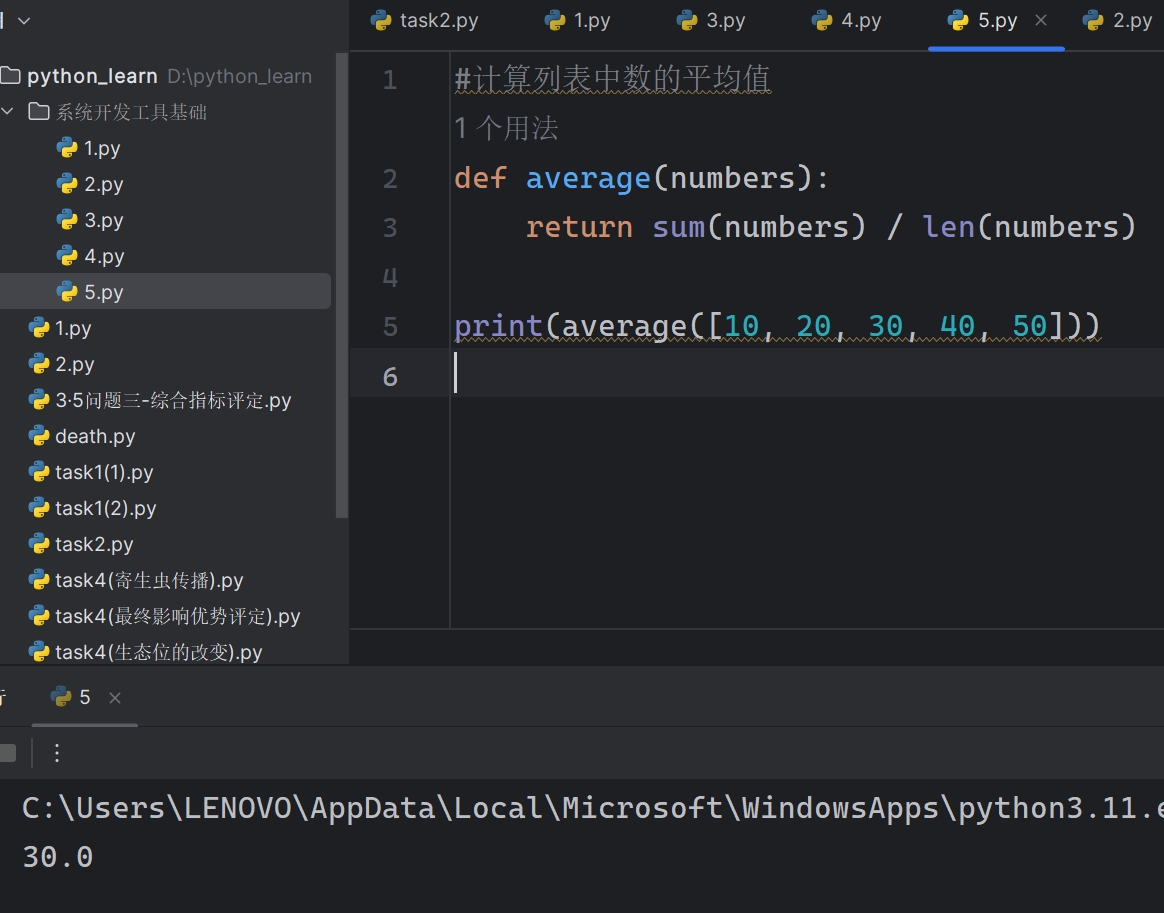 task2.py 1.py 3.py 4.py 5.py 2.py
python_learn D:\python_learn
系统开发工具基础
1.py
2.py
3.py
4.py
5.py
1.py
2.py
3·5问题三-综合指标评定.py
death.py
task1(1).py
task1(2).py
task2.py
task4(寄生虫传播).py
task4(最终影响优势评定).py
task4(生态位的改变).py
1 #计算列表中数的平均值
1 个用法
2 def average(numbers):
3 return sum(numbers) / len(numbers)
4
5 print(average([10, 20, 30, 40, 50]))
6
5
C:\Users\LENOVO\AppData\Local\Microsoft\WindowsApps\python3.11.e
30.0